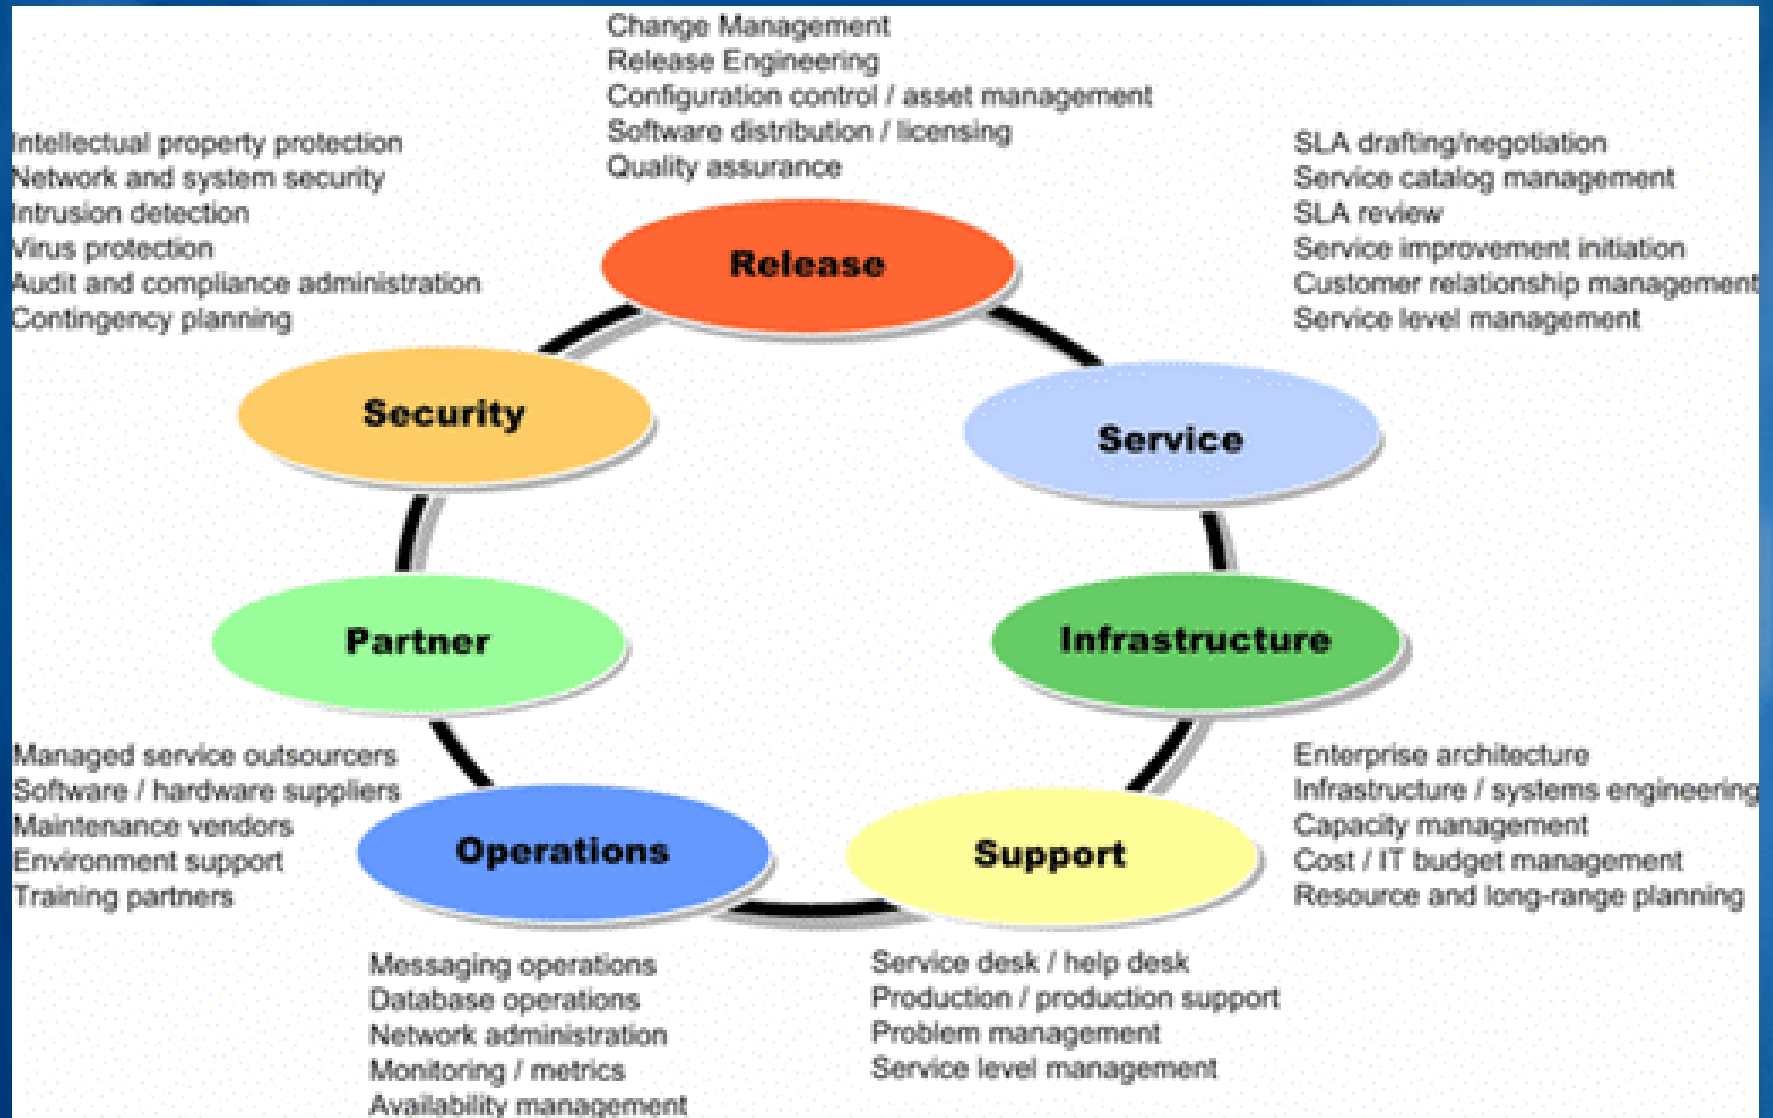 Change Management
Release Engineering
Configuration control / asset management
Software distribution / licensing
Quality assurance
Intellectual property protection
Network and system security
Intrusion detection
Virus protection
Audit and compliance administration
Contingency planning
SLA drafting/negotiation
Service catalog management
SLA review
Service improvement initiation
Customer relationship management
Service level management
Release
Security
Service
Partner
Infrastructure
Managed service outsourcers
Software / hardware suppliers
Maintenance vendors
Environment support
Training partners
Operations
Support
Enterprise architecture
Infrastructure / systems engineering
Capacity management
Cost / IT budget management
Resource and long-range planning
Messaging operations
Database operations
Network administration
Monitoring / metrics
Availability management
Service desk / help desk
Production / production support
Problem management
Service level management